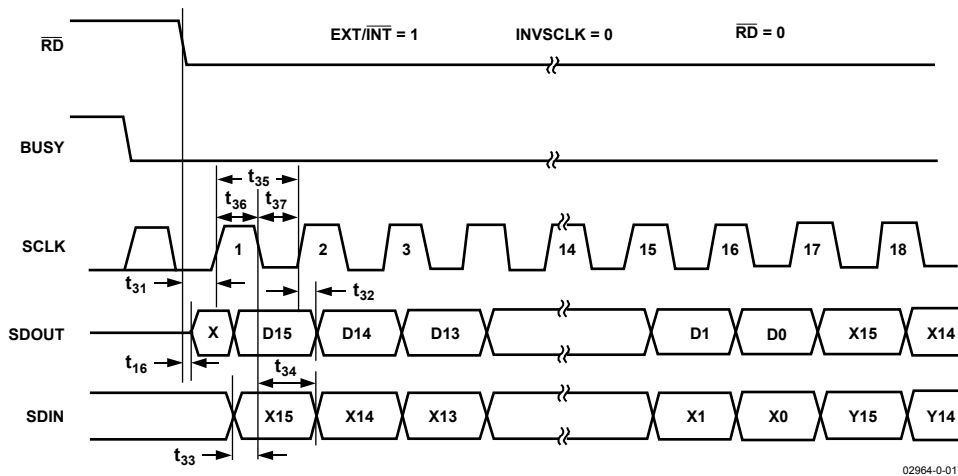 EXT/INT = 1 INVSCLK = 0 RD = 0
RD
BUSY
t35
t36 t37
SCLK 1 2 3 14 15 16 17 18
t31 t32
SDOUT X D15 D14 D13 D1 D0 X15 X14
t16 t34
SDIN X15 X14 X13 X1 X0 Y15 Y14
t33
02964-0-01